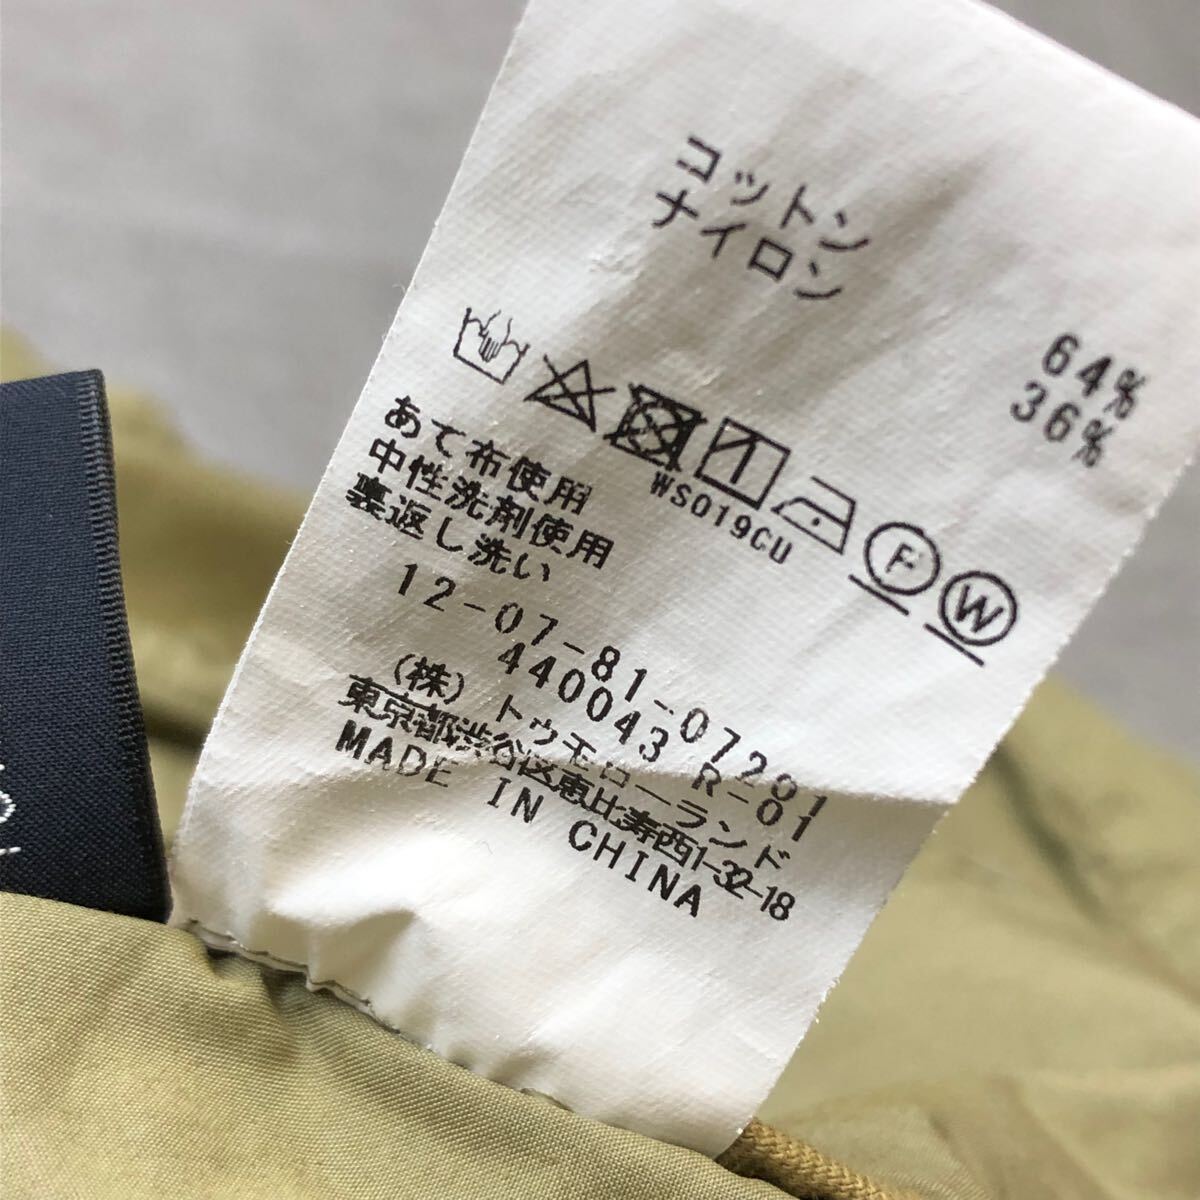 コットン 64%
ナイロン 36%
WS019CU
あて布使用
中性洗剤使用
裏返し洗い
12-07-81-07201
440043 R-01
(株)トゥモローランド
東京都渋谷区恵比寿西1-32-18
MADE IN CHINA
F
W